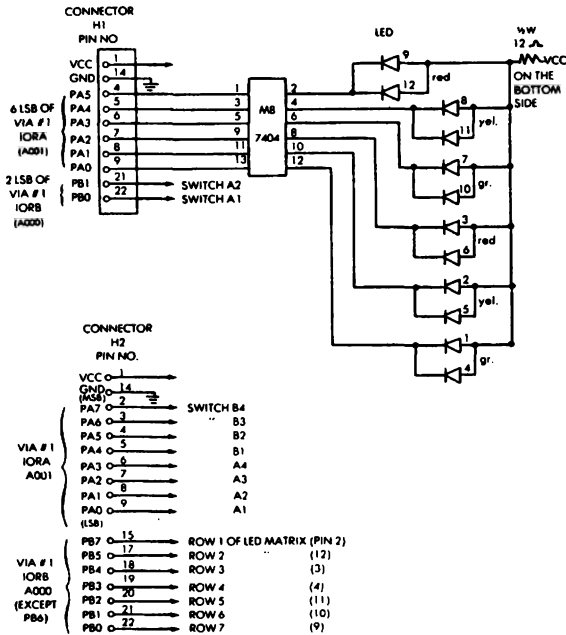 CONNECTOR
H1
PIN NO
VCC 1
GND 14
PA5 4
PA4 5
PA3 6
PA2 7
PA1 8
PA0 9
PB1 21 SWITCH A2
PB0 22 SWITCH A1
6 LSB OF
VIA #1
IORA
(A001)
2 LSB OF
VIA #1
IORB
(A000)
1 2
3 4
5 6
9 8
11 10
13 12
M8
7404
LED
9
12
red
8
11
yel.
7
10
gr.
3
6
red
2
5
yel.
1
4
gr.
½W
12
VCC
ON THE
BOTTOM
SIDE
CONNECTOR
H2
PIN NO.
VCC 1
GND 14
(MSB)
PA7 2 SWITCH B4
PA6 3 " B3
PA5 4 B2
PA4 5 B1
PA3 6 A4
PA2 7 A3
PA1 8 A2
PA0 9 A1
(LSB)
VIA #1
IORA
A001
PB7 15 ROW 1 OF LED MATRIX (PIN 2)
PB5 17 ROW 2 " (12)
PB4 18 ROW 3 (3)
PB3 19 ROW 4 (4)
PB2 20 ROW 5 (11)
PB1 21 ROW 6 (10)
PB0 22 ROW 7 (9)
VIA #1
IORB
A000
(EXCEPT
PB6)